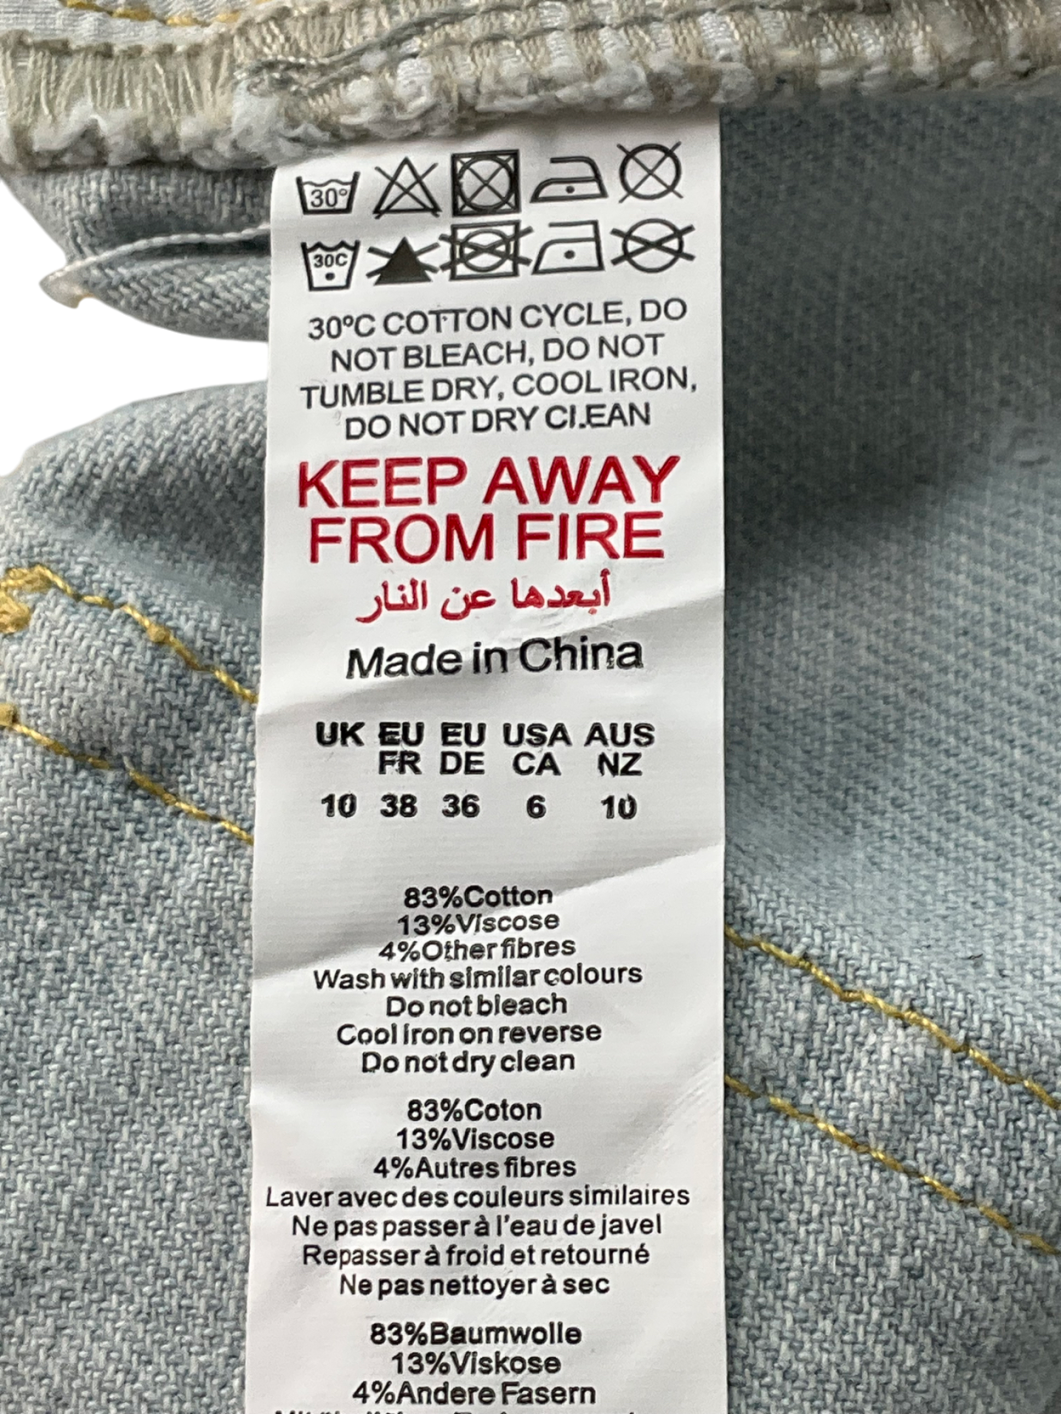 30°
30C
30ºC COTTON CYCLE, DO
NOT BLEACH, DO NOT
TUMBLE DRY, COOL IRON,
DO NOT DRY CLEAN
KEEP AWAY
FROM FIRE
أبعدها عن النار
Made in China
UK EU EU USA AUS
FR DE CA NZ
10 38 36 6 10
83%Cotton
13%Viscose
4%Other fibres
Wash with similar colours
Do not bleach
Cool iron on reverse
Do not dry clean
83%Coton
13%Viscose
4%Autres fibres
Laver avec des couleurs similaires
Ne pas passer à l'eau de javel
Repasser à froid et retourné
Ne pas nettoyer à sec
83%Baumwolle
13%Viskose
4%Andere Fasern